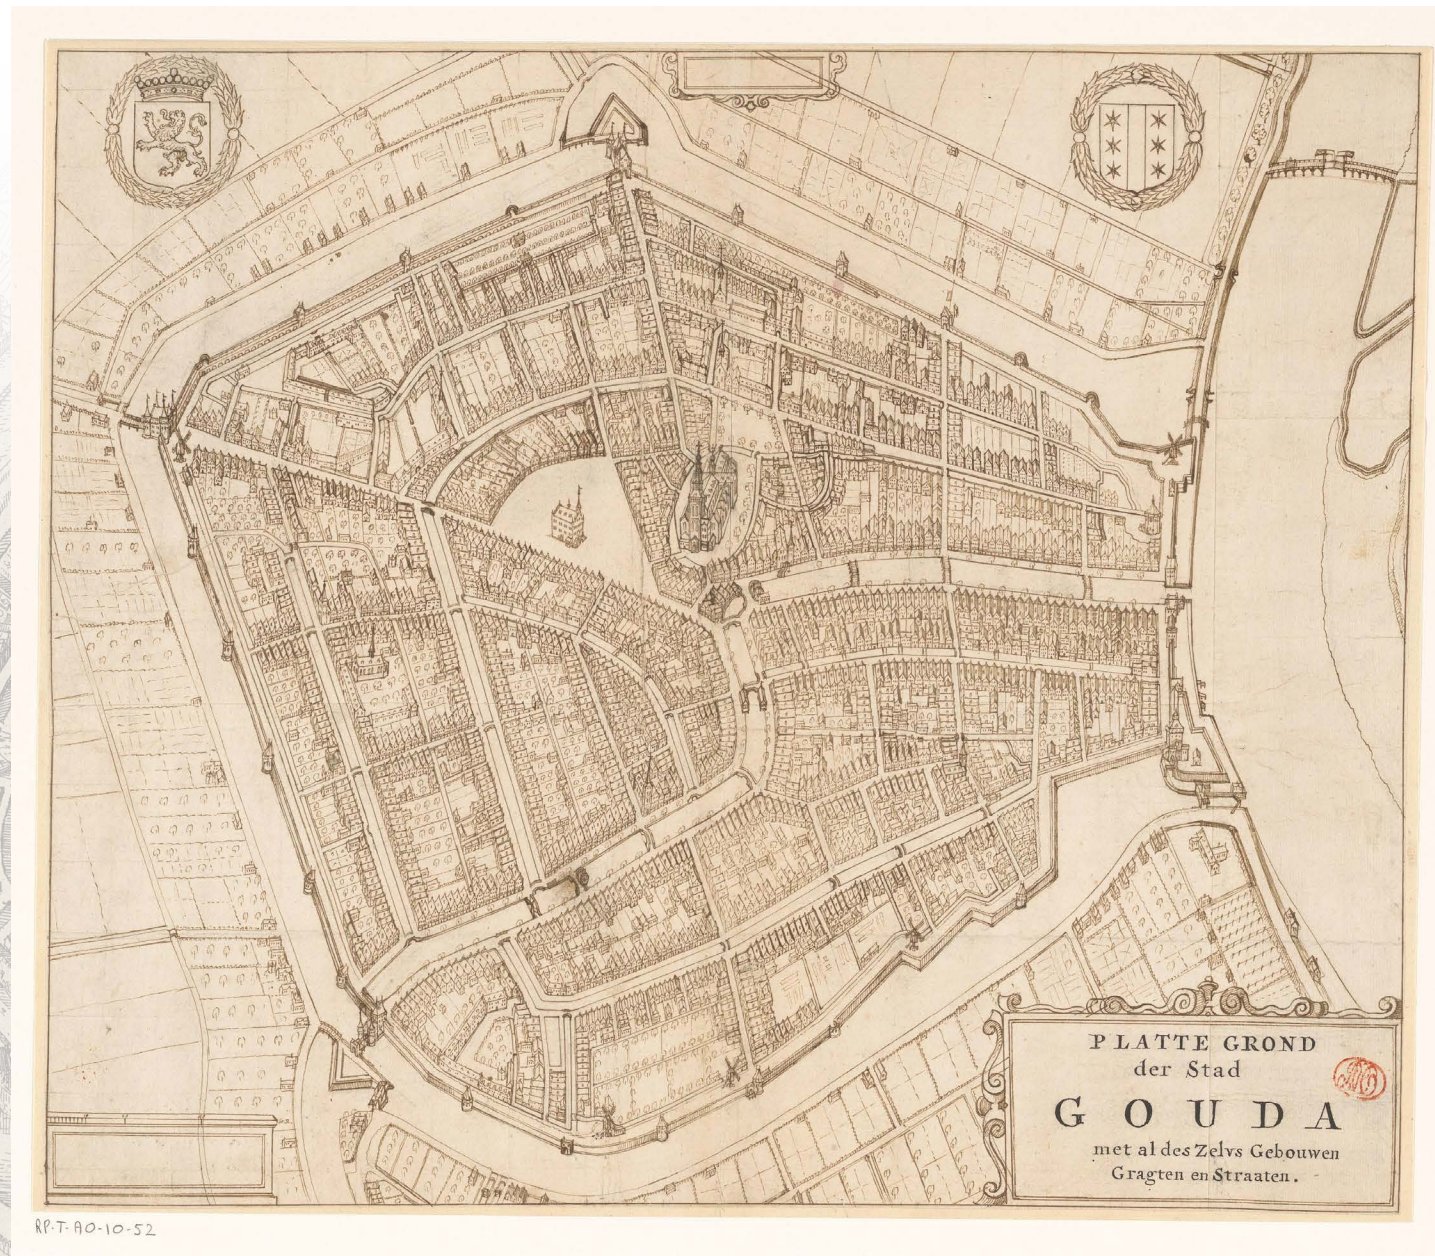 PLATTE GROND
der Stad
GOUDA
met al des Zelvs Gebouwen
Gragten en Straaten.
RP-T-AO-10-52